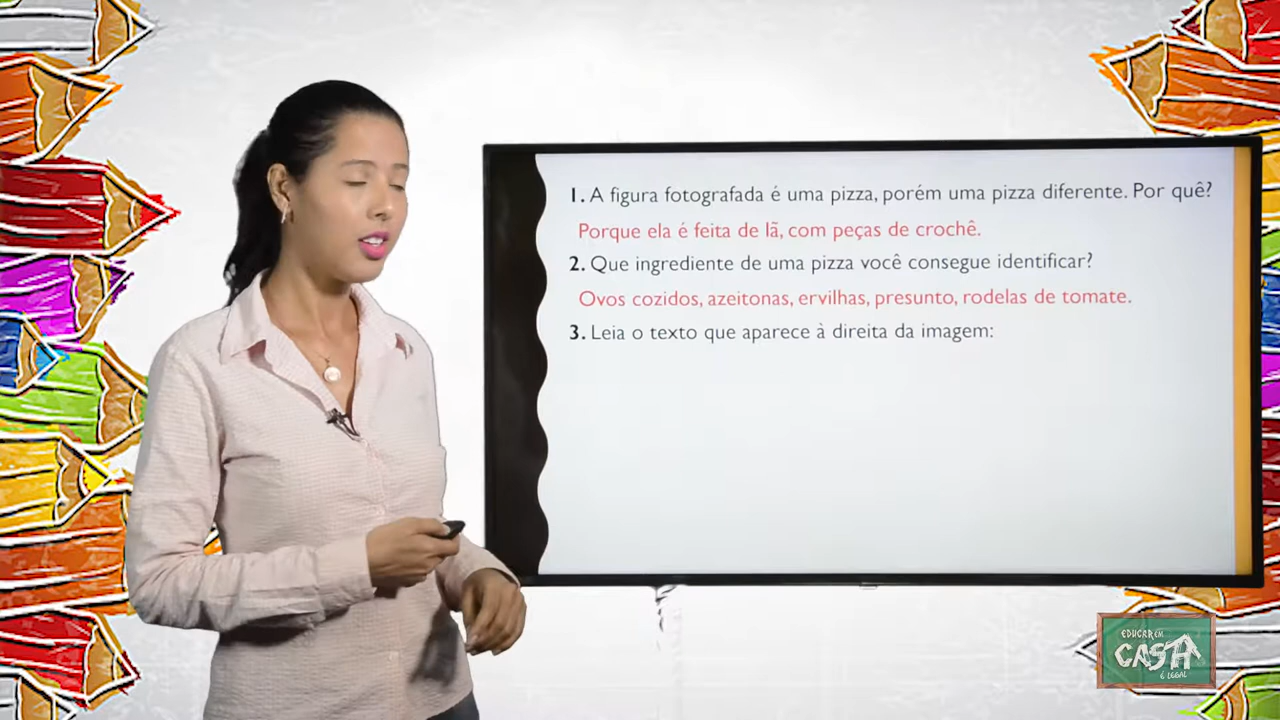 1. A figura fotografada é uma pizza, porém uma pizza diferente. Por quê?
Porque ela é feita de lã, com peças de crochê.
2. Que ingrediente de uma pizza você consegue identificar?
Ovos cozidos, azeitonas, ervilhas, presunto, rodelas de tomate.
3. Leia o texto que aparece à direita da imagem:
EDUCAR EM
CASA
É LEGAL